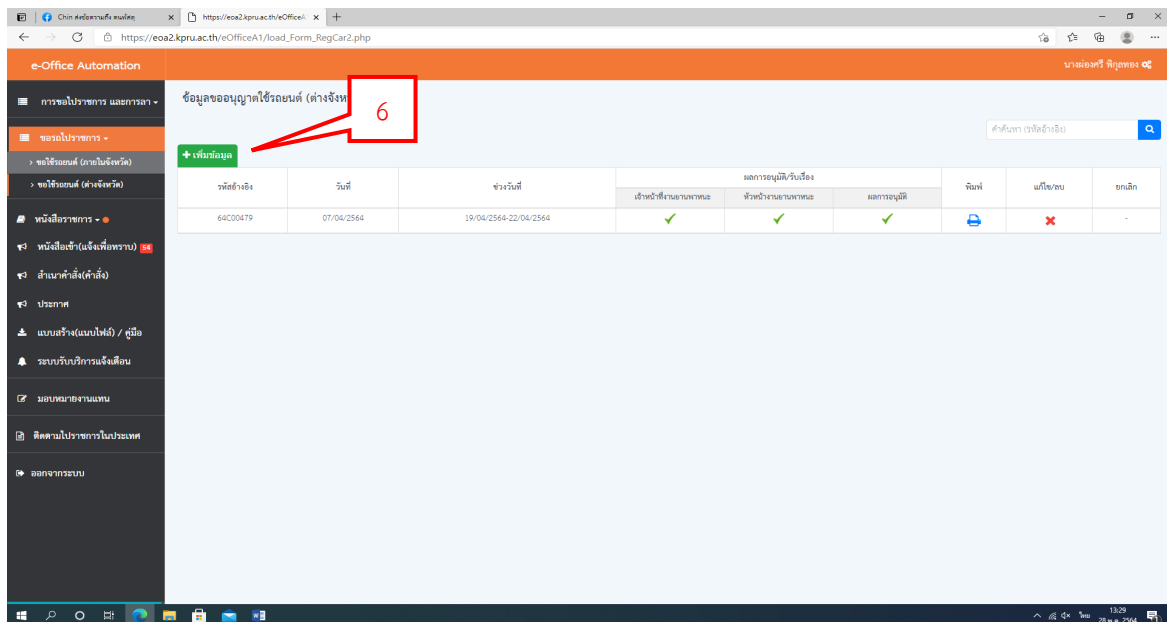 Chin ส่งข้อความถึง คนพัสดุ
https://eoa2.kpru.ac.th/eOfficeA
https://eoa2.kpru.ac.th/eOfficeA1/load_Form_RegCar2.php
e-Office Automation
นางผ่องศรี พิกุลทอง
การขอไปราชการ และการลา
ข้อมูลขออนุญาตใช้รถยนต์ (ต่างจังห
6
ขอรถไปราชการ
คำค้นหา (รหัสอ้างอิง)
ขอใช้รถยนต์ (ภายในจังหวัด)
เพิ่มข้อมูล
ขอใช้รถยนต์ (ต่างจังหวัด)
รหัสอ้างอิง วันที่ ช่วงวันที่ ผลการอนุมัติ/รับเรื่อง พิมพ์ แก้ไข/ลบ ยกเลิก
เจ้าหน้าที่งานยานพาหนะ หัวหน้างานยานพาหนะ ผลการอนุมัติ
64C00479 07/04/2564 19/04/2564-22/04/2564 -
หนังสือราชการ
หนังสือเข้า(แจ้งเพื่อทราบ) 54
สำเนาคำสั่ง(คำสั่ง)
ประกาศ
แบบสร้าง(แนบไฟล์) / คู่มือ
ระบบรับบริการแจ้งเตือน
มอบหมายงานแทน
ติดตามไปราชการในประเทศ
ออกจากระบบ
ไทย
13:29
28 พ.ค. 2564